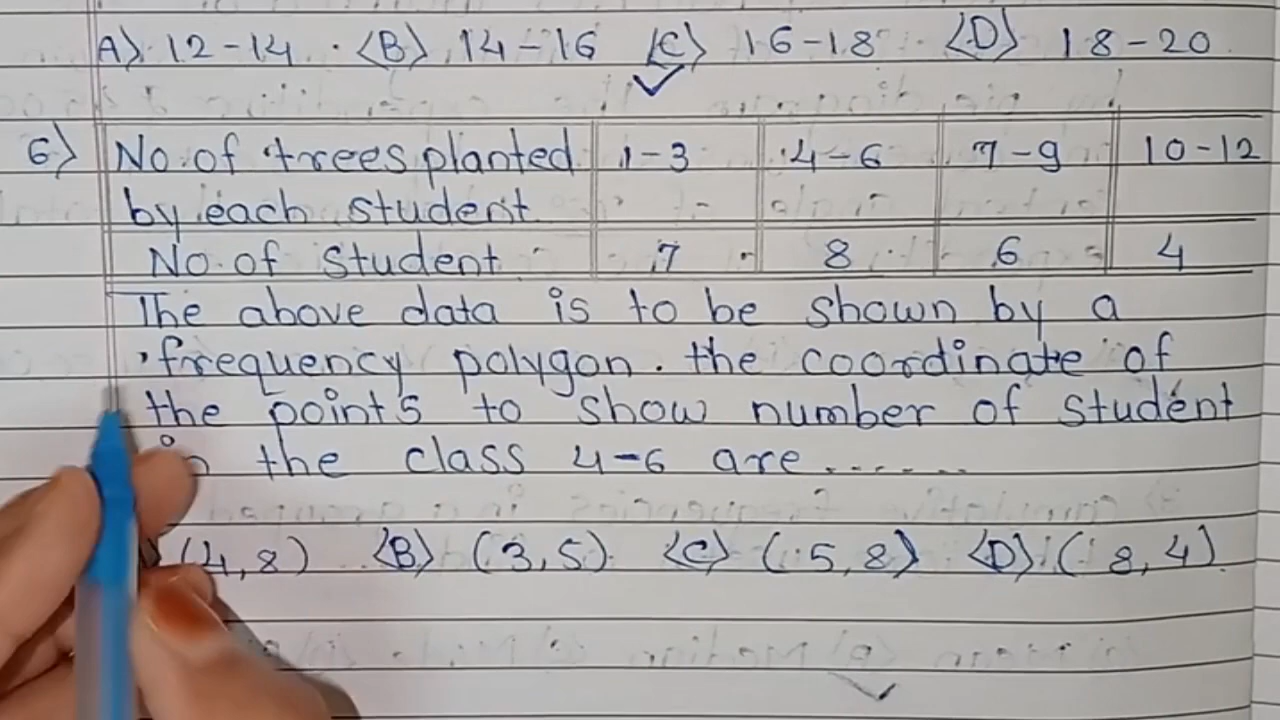 A) 12-14 <B) 14-16 <C) 16-18 <D) 18-20
6) No. of trees planted 1-3 4-6 7-9 10-12
by each student
No. of student 7 8 6 4
The above data is to be shown by a
frequency polygon. the coordinate of
the points to show number of student
in the class 4-6 are.......
(4,8) <B) (3,5) <C) (5,8) <D) (8,4)